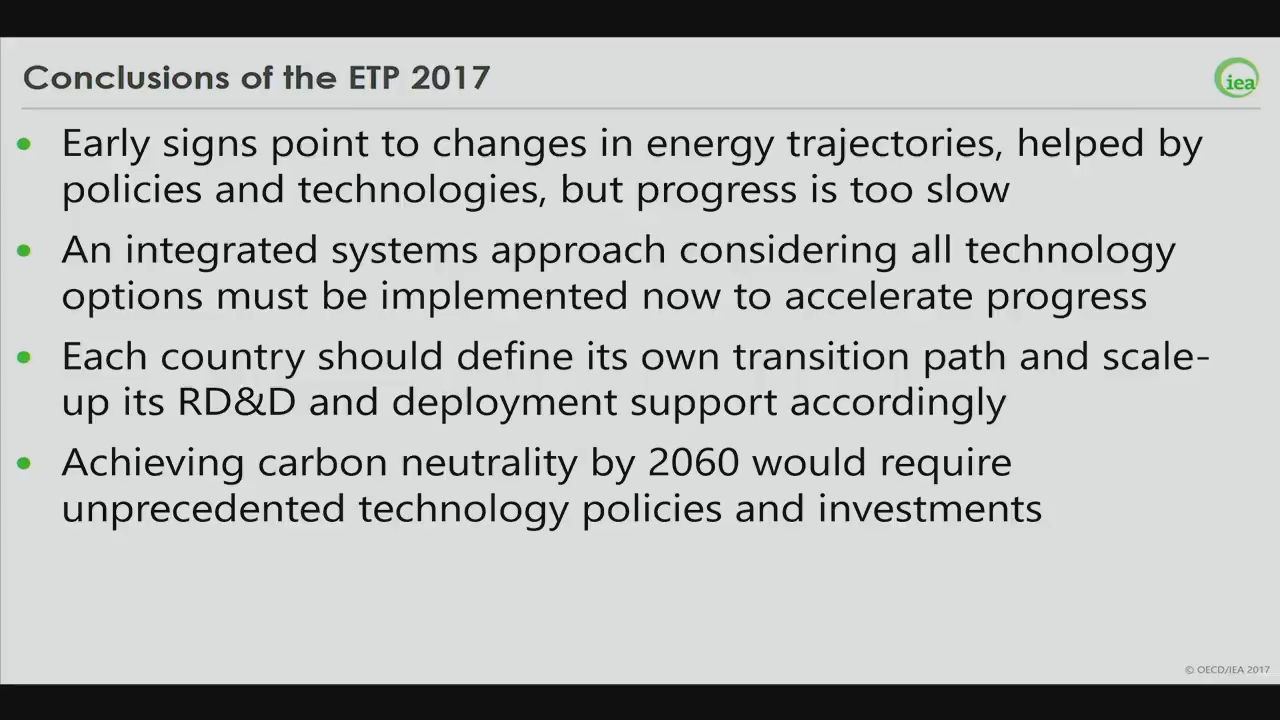 Conclusions of the ETP 2017
iea
Early signs point to changes in energy trajectories, helped by
policies and technologies, but progress is too slow
An integrated systems approach considering all technology
options must be implemented now to accelerate progress
Each country should define its own transition path and scale-
up its RD&D and deployment support accordingly
Achieving carbon neutrality by 2060 would require
unprecedented technology policies and investments
© OECD/IEA 2017